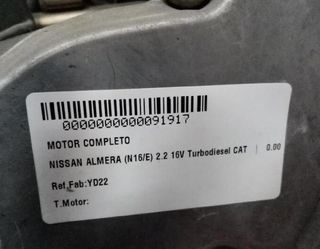 0000000000091917
MOTOR COMPLETO
NISSAN ALMERA (N16/E) 2.2 16V Turbodiesel CAT | 0.00
Ref.Fab:YD22
T.Motor: